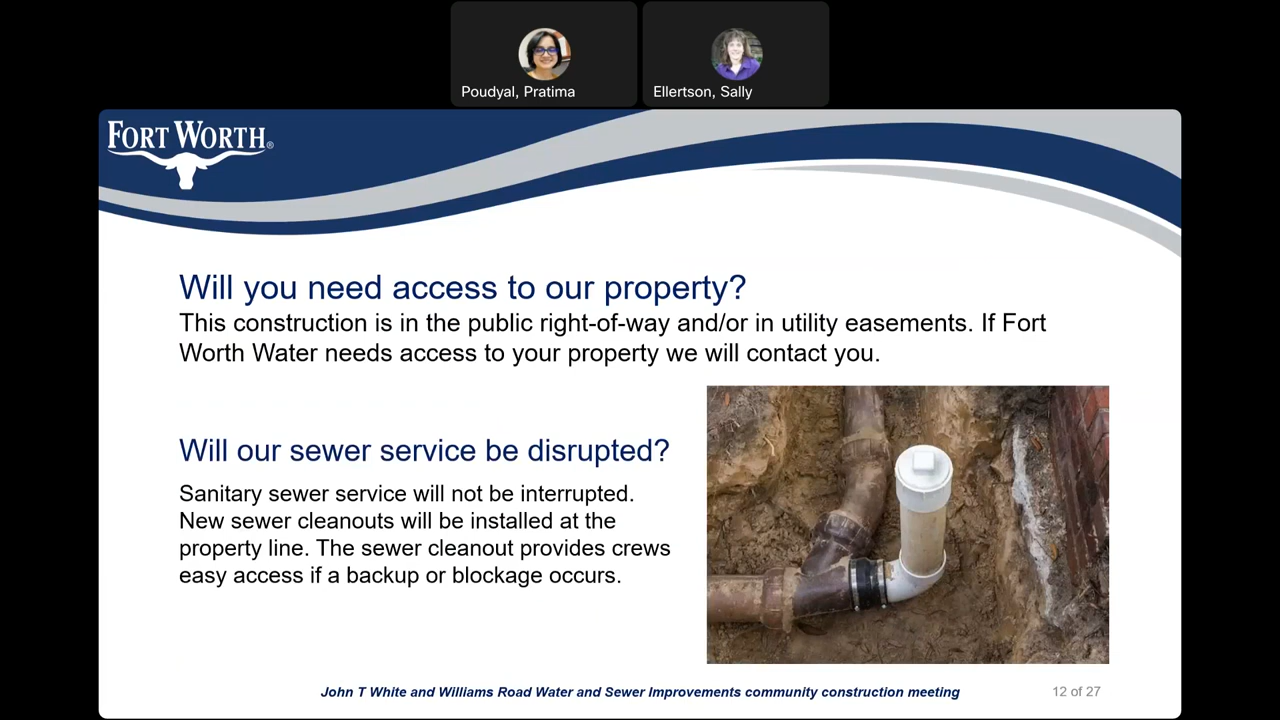 Poudyal, Pratima
Ellertson, Sally
FORT WORTH®
Will you need access to our property?
This construction is in the public right-of-way and/or in utility easements. If Fort
Worth Water needs access to your property we will contact you.
Will our sewer service be disrupted?
Sanitary sewer service will not be interrupted.
New sewer cleanouts will be installed at the
property line. The sewer cleanout provides crews
easy access if a backup or blockage occurs.
John T White and Williams Road Water and Sewer Improvements community construction meeting
12 of 27